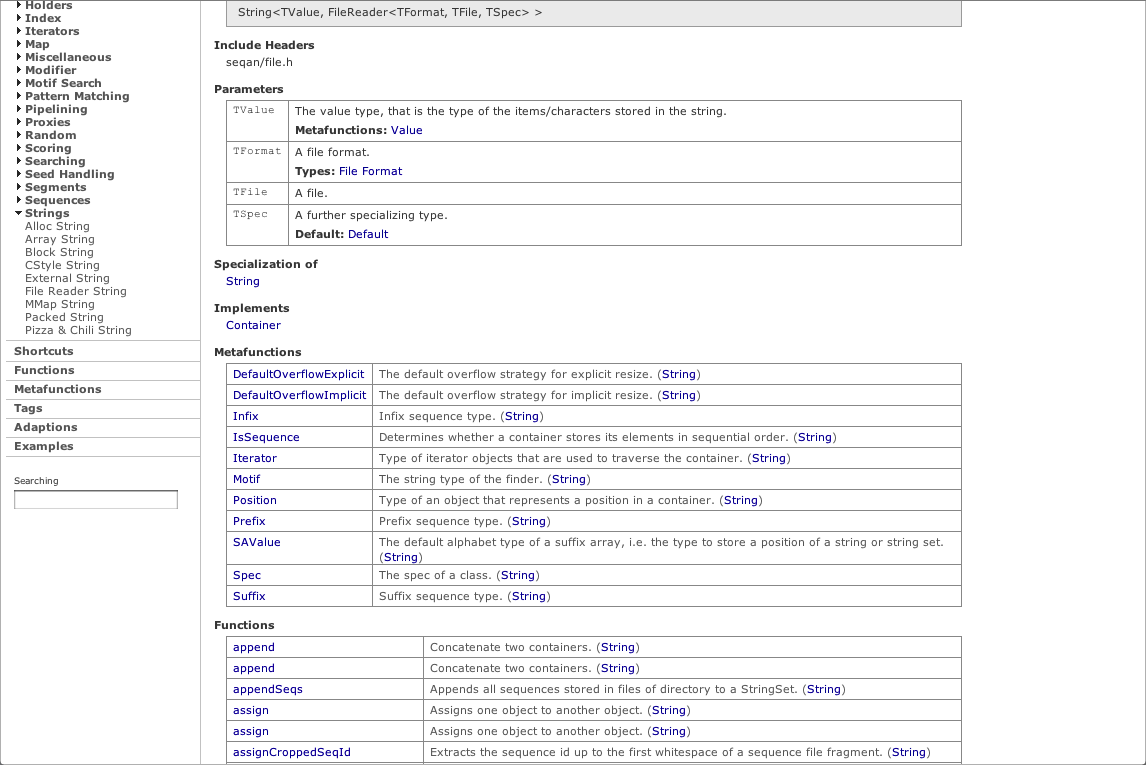 Holders
Index
Iterators
Map
Miscellaneous
Modifier
Motif Search
Pattern Matching
Pipelining
Proxies
Random
Scoring
Searching
Seed Handling
Segments
Sequences
Strings
Alloc String
Array String
Block String
CStyle String
External String
File Reader String
MMap String
Packed String
Pizza & Chili String
Shortcuts
Functions
Metafunctions
Tags
Adaptions
Examples
Searching
String<TValue, FileReader<TFormat, TFile, TSpec> >
Include Headers
seqan/file.h
Parameters
TValue The value type, that is the type of the items/characters stored in the string.
Metafunctions: Value
TFormat A file format.
Types: File Format
TFile A file.
TSpec A further specializing type.
Default: Default
Specialization of
String
Implements
Container
Metafunctions
DefaultOverflowExplicit The default overflow strategy for explicit resize. (String)
DefaultOverflowImplicit The default overflow strategy for implicit resize. (String)
Infix Infix sequence type. (String)
IsSequence Determines whether a container stores its elements in sequential order. (String)
Iterator Type of iterator objects that are used to traverse the container. (String)
Motif The string type of the finder. (String)
Position Type of an object that represents a position in a container. (String)
Prefix Prefix sequence type. (String)
SAValue The default alphabet type of a suffix array, i.e. the type to store a position of a string or string set.
(String)
Spec The spec of a class. (String)
Suffix Suffix sequence type. (String)
Functions
append Concatenate two containers. (String)
append Concatenate two containers. (String)
appendSeqs Appends all sequences stored in files of directory to a StringSet. (String)
assign Assigns one object to another object. (String)
assign Assigns one object to another object. (String)
assignCroppedSeqId Extracts the sequence id up to the first whitespace of a sequence file fragment. (String)